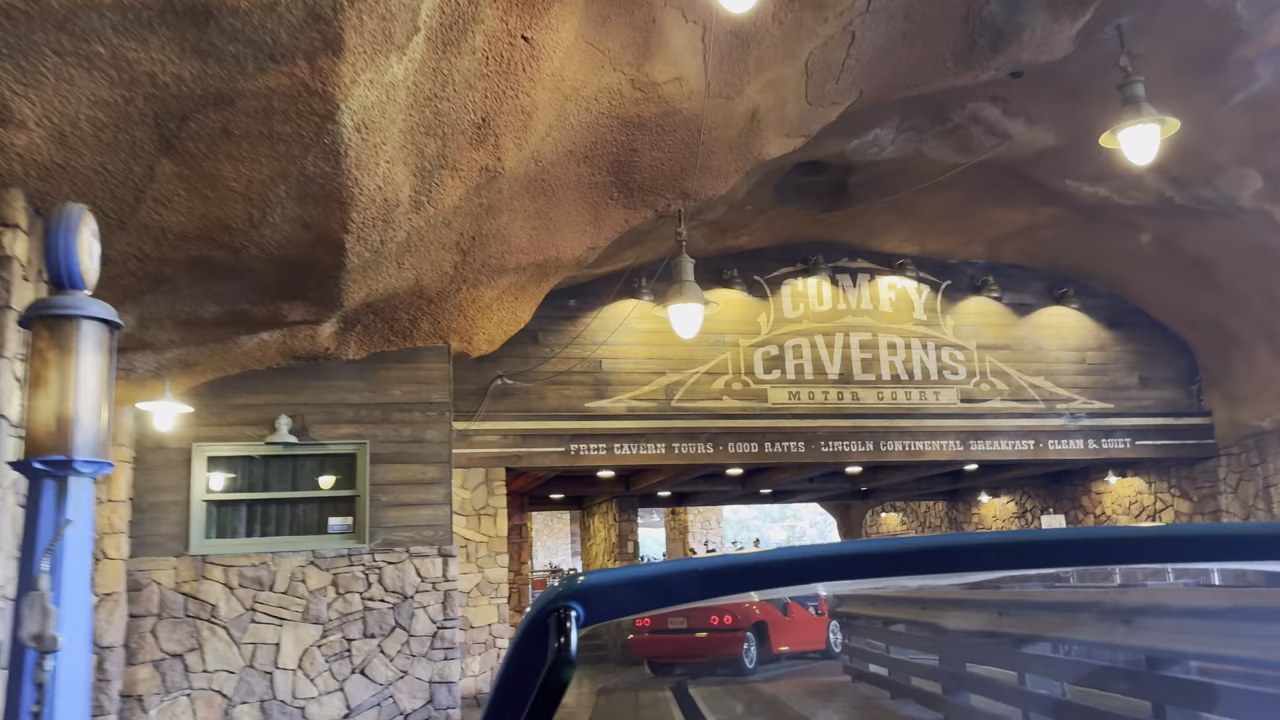 COMFY
CAVERNS
MOTOR COURT
FREE CAVERN TOURS · GOOD RATES · LINCOLN CONTINENTAL BREAKFAST · CLEAN & QUIET